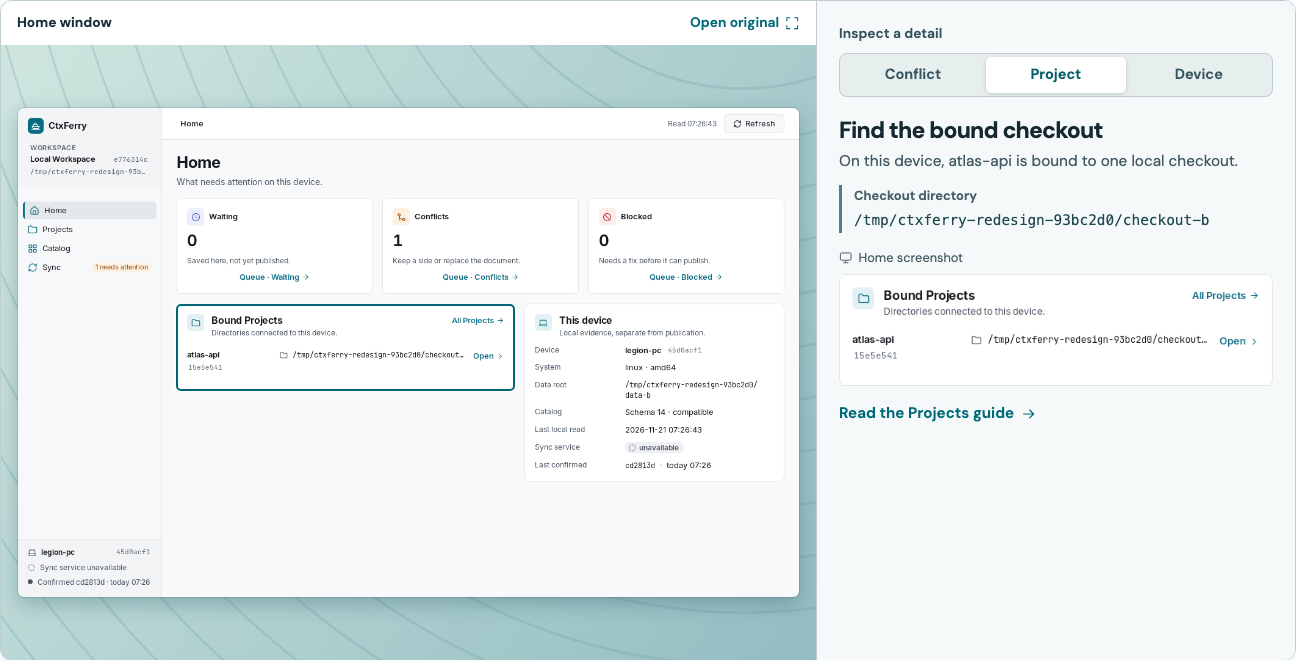 Home window
Open original
CtxFerry
WORKSPACE
Local Workspace e776314c
/tmp/ctxferry-redesign-93b…
Home
Projects
Catalog
Sync 1 needs attention
legion-pc 45d0acf1
Sync service unavailable
Confirmed cd2813d · today 07:26
Home
Read 07:26:43
Refresh
Home
What needs attention on this device.
Waiting
0
Saved here, not yet published.
Queue · Waiting →
Conflicts
1
Keep a side or replace the document.
Queue · Conflicts →
Blocked
0
Needs a fix before it can publish.
Queue · Blocked →
Bound Projects
Directories connected to this device.
All Projects →
atlas-api
15e5e541
/tmp/ctxferry-redesign-93bc2d0/checkout…
Open ›
This device
Local evidence, separate from publication.
Device legion-pc 45d0acf1
System linux · amd64
Data root /tmp/ctxferry-redesign-93bc2d0/
data-b
Catalog Schema 14 · compatible
Last local read 2026-11-21 07:26:43
Sync service unavailable
Last confirmed cd2813d · today 07:26
Inspect a detail
Conflict
Project
Device
Find the bound checkout
On this device, atlas-api is bound to one local checkout.
Checkout directory
/tmp/ctxferry-redesign-93bc2d0/checkout-b
Home screenshot
Bound Projects
Directories connected to this device.
All Projects →
atlas-api
15e5e541
/tmp/ctxferry-redesign-93bc2d0/checkout…
Open ›
Read the Projects guide →